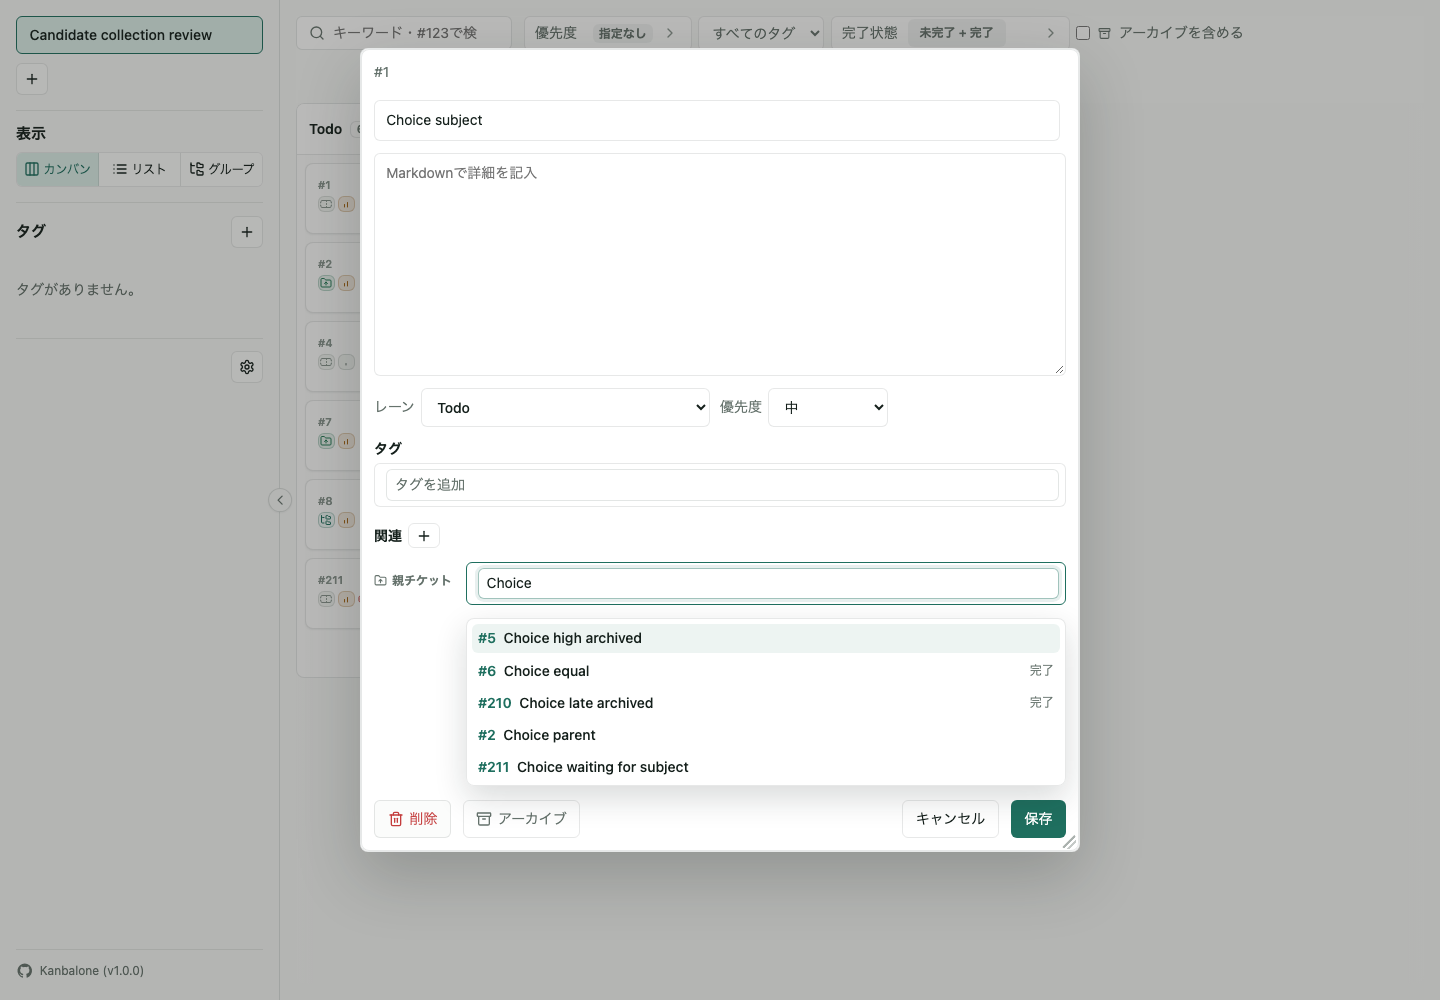 Candidate collection review
表示
カンバン
リスト
グループ
タグ
タグがありません。
Kanbalone (v1.0.0)
キーワード・#123で検
優先度 指定なし
すべてのタグ
完了状態 未完了 + 完了
アーカイブを含める
Todo
#1
#2
#4
#7
#8
#211
#1
Choice subject
Markdownで詳細を記入
レーン Todo 優先度 中
タグ
タグを追加
関連
親チケット Choice
#5 Choice high archived
#6 Choice equal 完了
#210 Choice late archived 完了
#2 Choice parent
#211 Choice waiting for subject
削除 アーカイブ キャンセル 保存